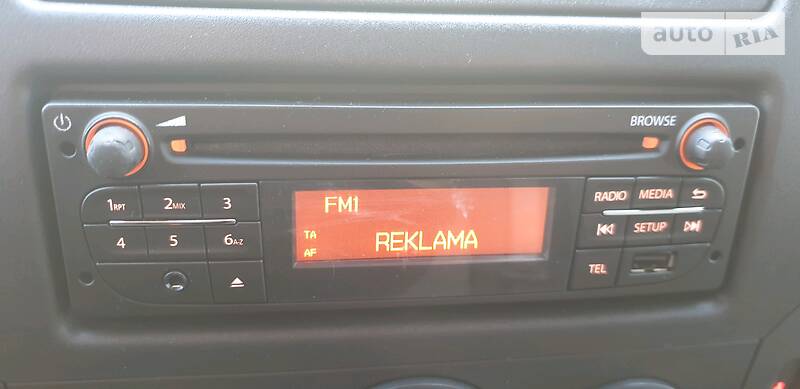 auto RIA
BROWSE
1RPT 2MIX 3
4 5 6A-Z
FM1
TA
REKLAMA
AF
RADIO MEDIA
SETUP
TEL